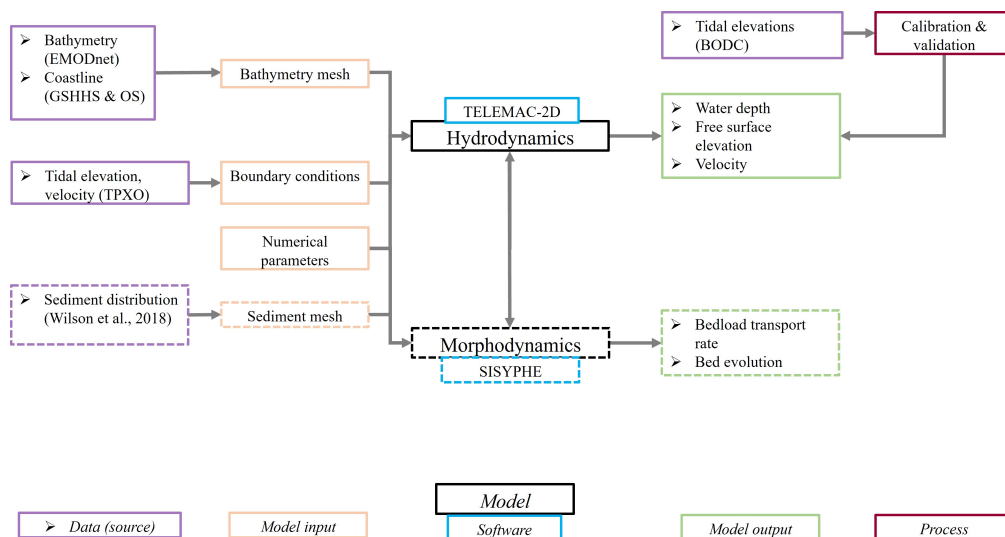 ➢ Bathymetry
(EMODnet)
➢ Coastline
(GSHHS & OS)
Bathymetry mesh
➢ Tidal elevation,
velocity (TPXO)
Boundary conditions
Numerical
parameters
➢ Sediment distribution
(Wilson et al., 2018)
Sediment mesh
TELEMAC-2D
Hydrodynamics
Morphodynamics
SISYPHE
➢ Tidal elevations
(BODC)
Calibration &
validation
➢ Water depth
➢ Free surface
elevation
➢ Velocity
➢ Bedload transport
rate
➢ Bed evolution
➢ Data (source)
Model input
Model
Software
Model output
Process